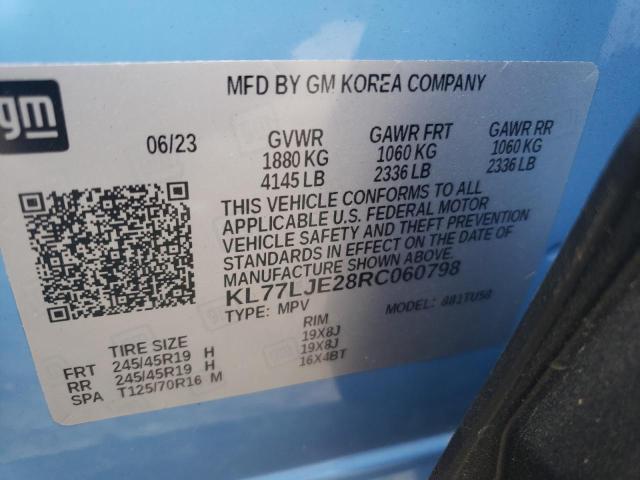 gm
MFD BY GM KOREA COMPANY
06/23 GVWR GAWR FRT GAWR RR
1880 KG 1060 KG 1060 KG
4145 LB 2336 LB 2336 LB
THIS VEHICLE CONFORMS TO ALL
APPLICABLE U.S. FEDERAL MOTOR
VEHICLE SAFETY AND THEFT PREVENTION
STANDARDS IN EFFECT ON THE DATE OF
MANUFACTURE SHOWN ABOVE.
KL77LJE28RC060798
TYPE: MPV MODEL: 881TU58
TIRE SIZE RIM
FRT 245/45R19 H 19X8J
RR 245/45R19 H 19X8J
SPA T125/70R16 M 16X4BT